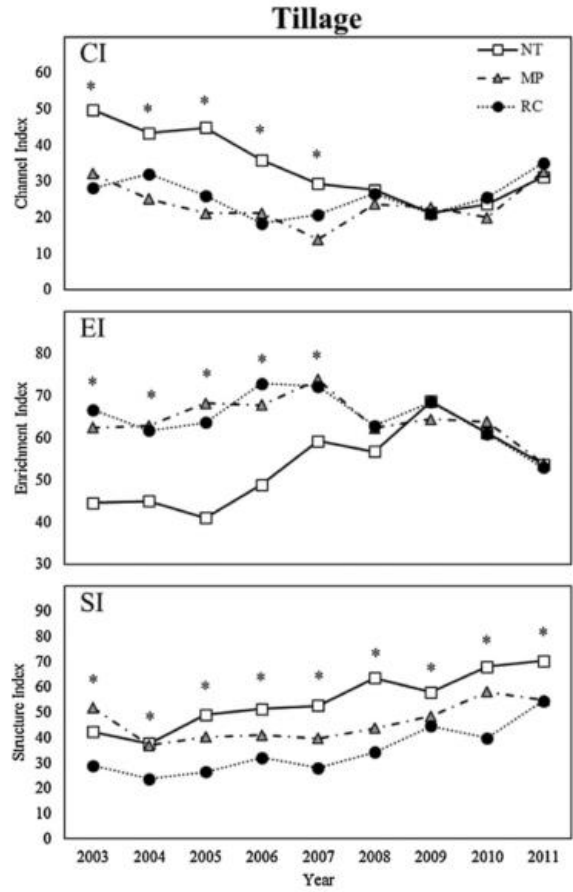 Tillage
CI
NT
MP
RC
Channel Index
60
50
40
30
20
10
0
* * * * *
EI
Enrichment Index
80
70
60
50
40
30
* * * * *
SI
Structure Index
90
80
70
60
50
40
30
20
10
0
* * * * * * * * *
2003 2004 2005 2006 2007 2008 2009 2010 2011
Year